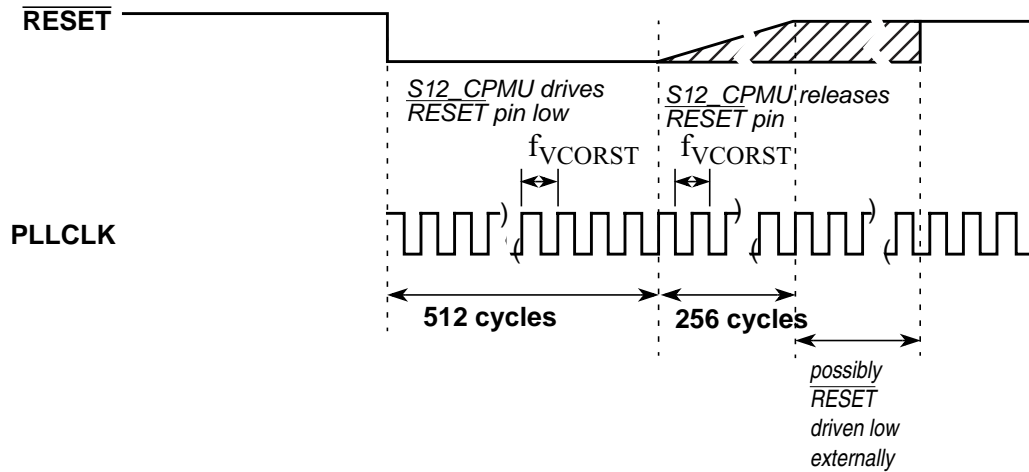 RESET
S12_CPMU drives
RESET pin low
S12_CPMU releases
RESET pin
fVCORST
fVCORST
PLLCLK
512 cycles
256 cycles
possibly
RESET
driven low
externally